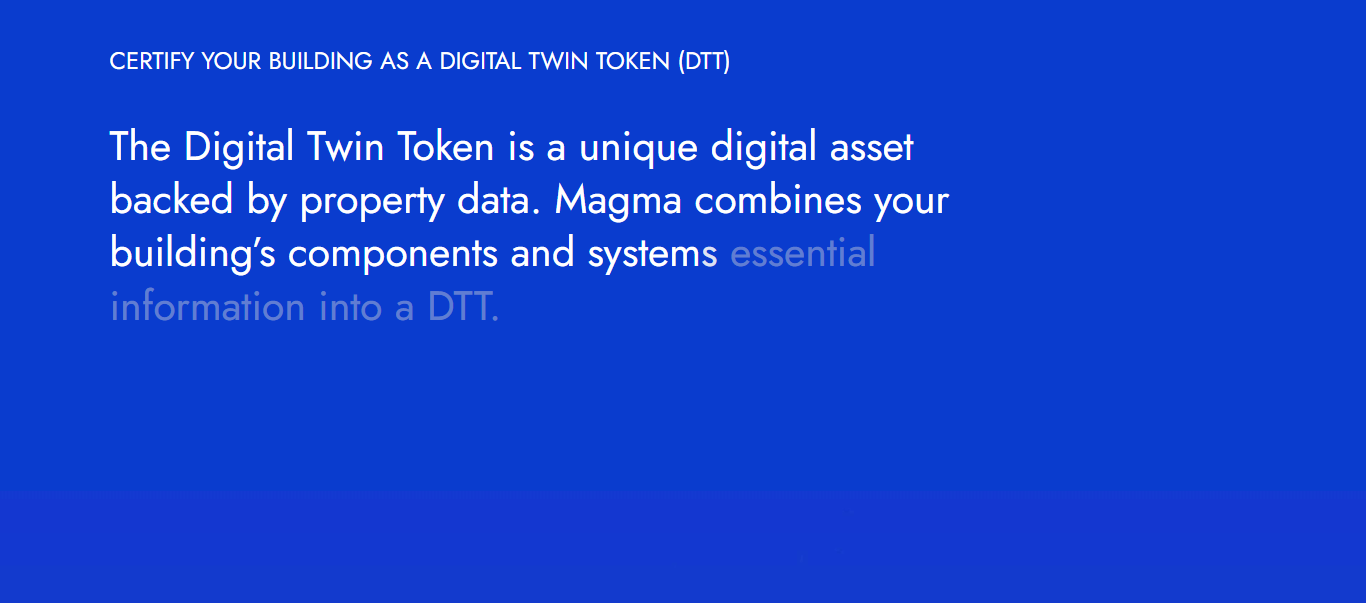 CERTIFY YOUR BUILDING AS A DIGITAL TWIN TOKEN (DTT)
The Digital Twin Token is a unique digital asset
backed by property data. Magma combines your
building’s components and systems essential
information into a DTT.